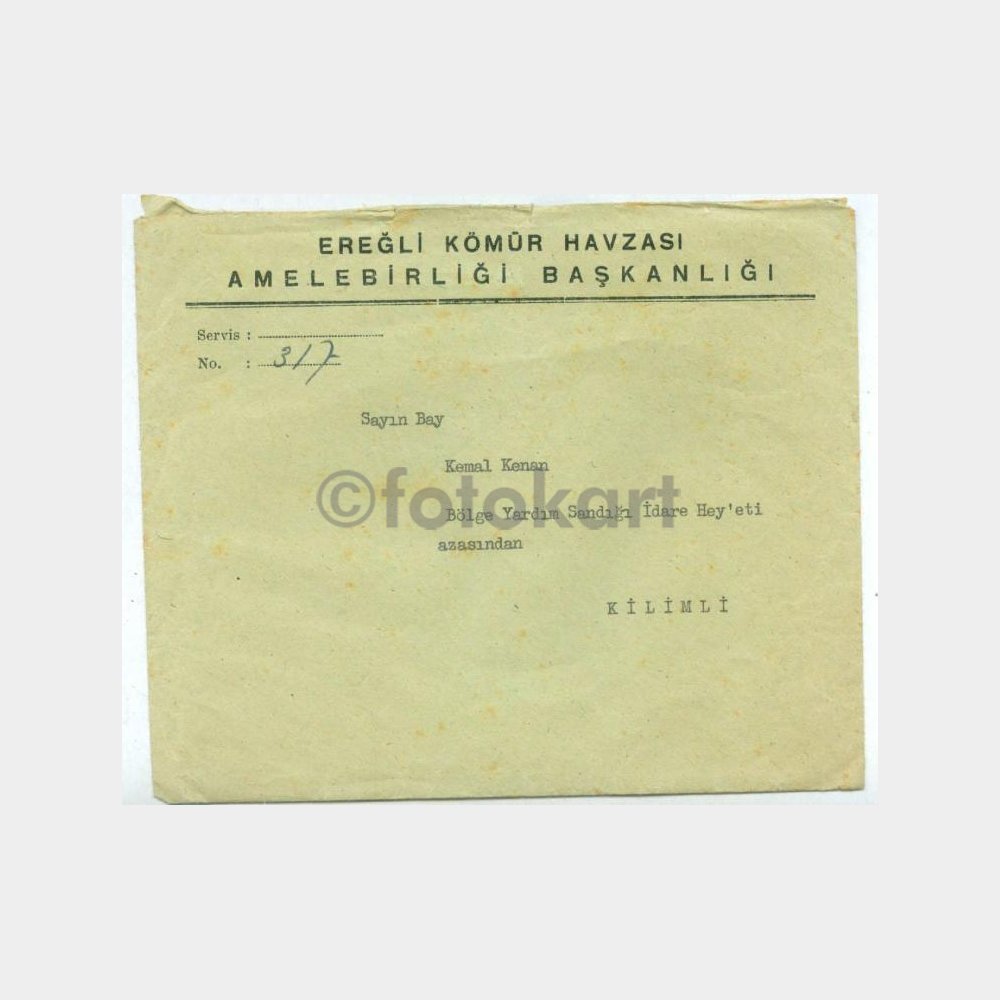 EREĞLİ KÖMÜR HAVZASI
AMELEBİRLİĞİ BAŞKANLIĞI
Servis :
No. : 317
Sayın Bay
Kemal Kenan
©fotokart
Bölge Yardım Sandığı İdare Hey'eti
azasından
KİLİMLİ